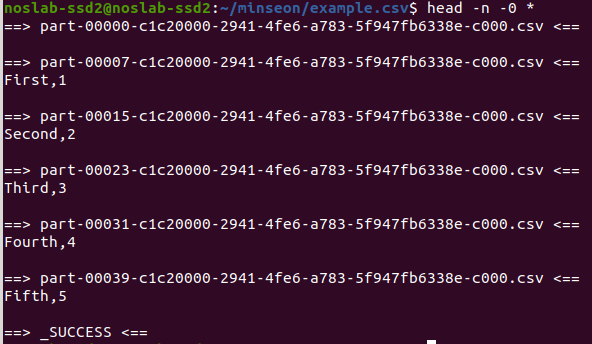 noslab-ssd2@noslab-ssd2:~/minseon/example.csv$ head -n -0 *
==> part-00000-c1c20000-2941-4fe6-a783-5f947fb6338e-c000.csv <==
==> part-00007-c1c20000-2941-4fe6-a783-5f947fb6338e-c000.csv <==
First,1
==> part-00015-c1c20000-2941-4fe6-a783-5f947fb6338e-c000.csv <==
Second,2
==> part-00023-c1c20000-2941-4fe6-a783-5f947fb6338e-c000.csv <==
Third,3
==> part-00031-c1c20000-2941-4fe6-a783-5f947fb6338e-c000.csv <==
Fourth,4
==> part-00039-c1c20000-2941-4fe6-a783-5f947fb6338e-c000.csv <==
Fifth,5
==> _SUCCESS <==